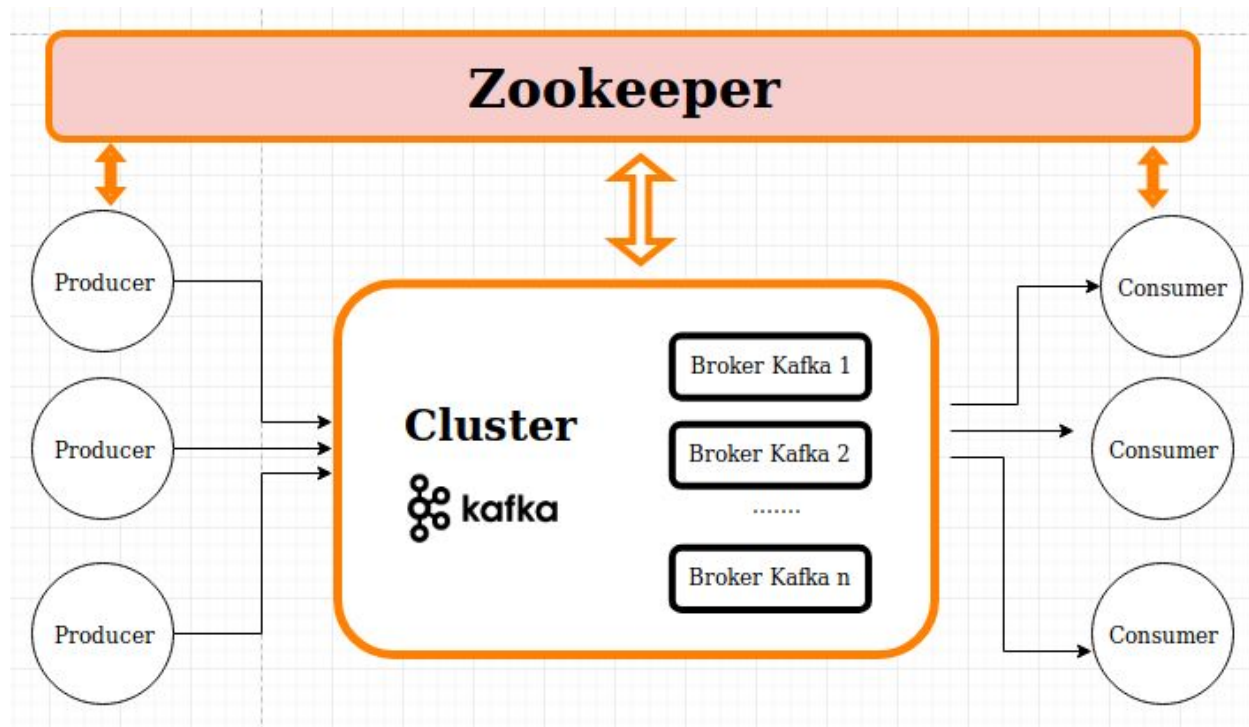 Zookeeper
Producer
Producer
Producer
Cluster
kafka
Broker Kafka 1
Broker Kafka 2
.......
Broker Kafka n
Consumer
Consumer
Consumer